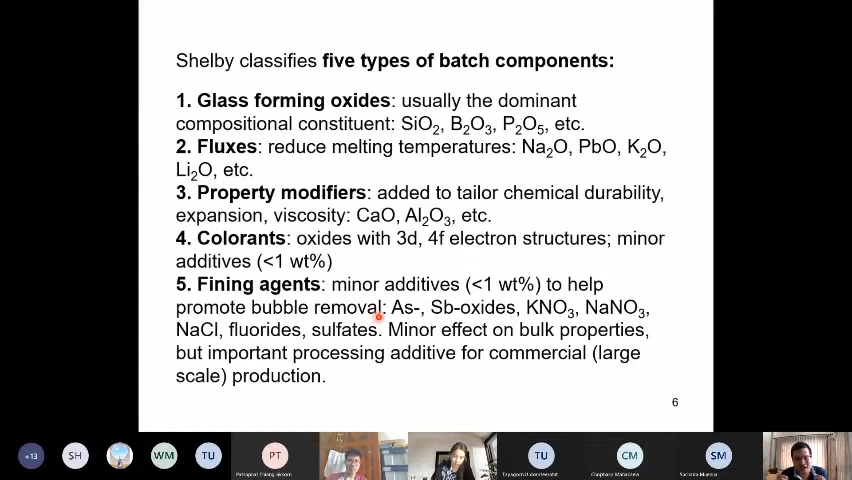 Shelby classifies five types of batch components:
1. Glass forming oxides: usually the dominant
compositional constituent: SiO₂, B₂O₃, P₂O₅, etc.
2. Fluxes: reduce melting temperatures: Na₂O, PbO, K₂O,
Li₂O, etc.
3. Property modifiers: added to tailor chemical durability,
expansion, viscosity: CaO, Al₂O₃, etc.
4. Colorants: oxides with 3d, 4f electron structures; minor
additives (<1 wt%)
5. Fining agents: minor additives (<1 wt%) to help
promote bubble removal: As-, Sb-oxides, KNO₃, NaNO₃,
NaCl, fluorides, sulfates. Minor effect on bulk properties,
but important processing additive for commercial (large
scale) production.
6
+13
SH
WM
TU
PT
TU
CM
SM